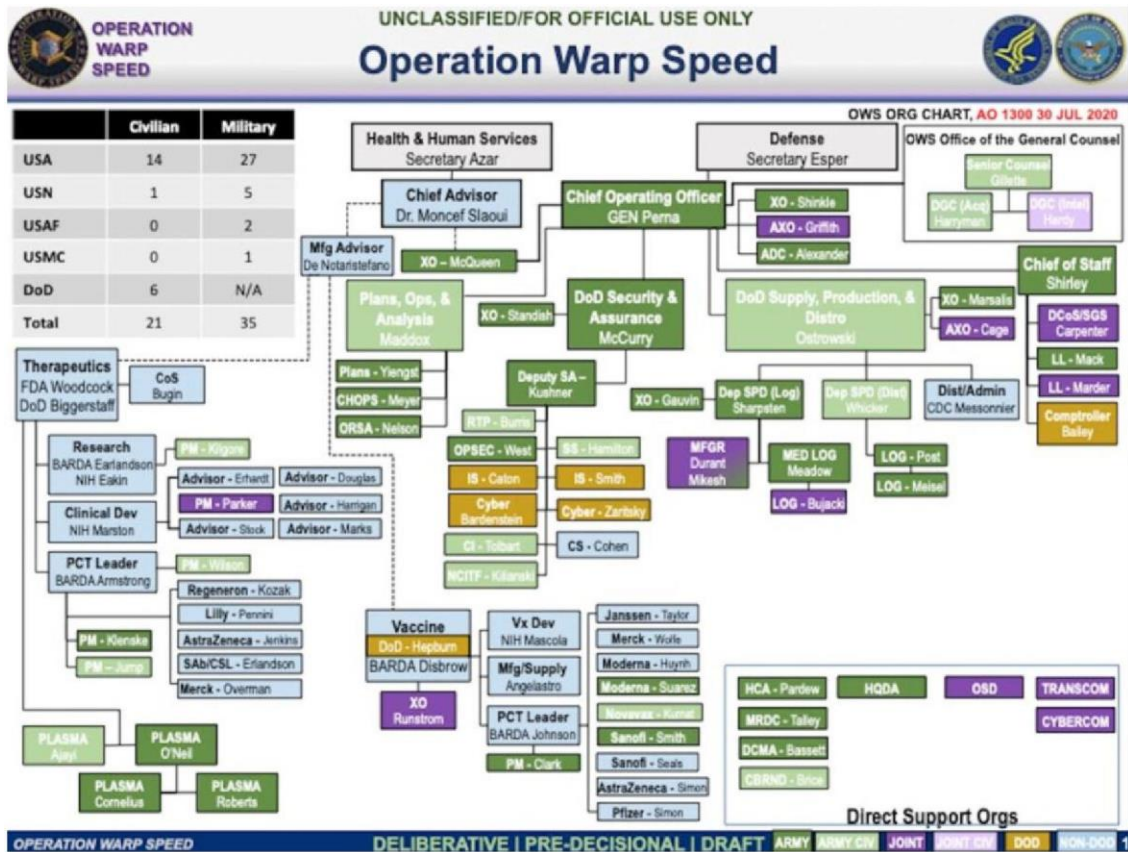 OPERATION
WARP
SPEED
UNCLASSIFIED/FOR OFFICIAL USE ONLY
Operation Warp Speed
OWS ORG CHART, AO 1300 30 JUL 2020
Civilian Military
USA 14 27
USN 1 5
USAF 0 2
USMC 0 1
DoD 6 N/A
Total 21 35
Health & Human Services
Secretary Azar
Defense
Secretary Esper
OWS Office of the General Counsel
Senior Counsel
Gillette
DGC (Acq)
Harryman
DGC (Intel)
Hardy
Chief Advisor
Dr. Moncef Slaoui
Chief Operating Officer
GEN Perna
XO - Shinkle
AXO - Griffith
ADC - Alexander
Mfg Advisor
De Notaristefano
XO – McQueen
Chief of Staff
Shirley
DCoS/SGS
Carpenter
LL - Mack
LL - Marder
Comptroller
Bailey
Plans, Ops, &
Analysis
Maddox
Plans - Yiengst
CHOPS - Meyer
ORSA - Nelson
XO - Standish
DoD Security &
Assurance
McCurry
Deputy SA –
Kushner
RTP - Burris
OPSEC - West
SS - Hamilton
IS - Caton
IS - Smith
Cyber
Bardenstein
Cyber - Zaritsky
CI - Tolbart
CS - Cohen
NCITF - Kilianski
DoD Supply, Production, &
Distro
Ostrowski
XO - Marsalis
AXO - Cage
XO - Gauvin
Dep SPD (Log)
Sharpsten
Dep SPD (Dist)
Whicker
Dist/Admin
CDC Messonnier
MFGR
Durant
Mikesh
MED LOG
Meadow
LOG - Bujacki
LOG - Post
LOG - Meisel
Therapeutics
FDA Woodcock
DoD Biggerstaff
CoS
Bugin
Research
BARDA Earlandson
NIH Eakin
PM - Kilgore
Clinical Dev
NIH Marston
Advisor - Erhardt
Advisor - Douglas
PM - Parker
Advisor - Harrigan
Advisor - Stock
Advisor - Marks
PCT Leader
BARDA Armstrong
PM - Wilson
Regeneron - Kozak
Lilly - Pennini
AstraZeneca - Jenkins
SAb/CSL - Erlandson
Merck - Overman
PM - Klenske
PM – Jump
PLASMA
Ajayi
PLASMA
O'Neil
PLASMA
Cornelius
PLASMA
Roberts
Vaccine
DoD - Hepburn
BARDA Disbrow
XO
Runstrom
Vx Dev
NIH Mascola
Mfg/Supply
Angelastro
PCT Leader
BARDA Johnson
PM - Clark
Janssen - Taylor
Merck - Wolfe
Moderna - Huynh
Moderna - Suarez
Novavax - Kumat
Sanofi - Smith
Sanofi - Seals
AstraZeneca - Simon
Pfizer - Simon
HCA - Pardew
HQDA
OSD
TRANSCOM
MRDC - Talley
CYBERCOM
DCMA - Bassett
CBRND - Brice
Direct Support Orgs
OPERATION WARP SPEED
DELIBERATIVE | PRE-DECISIONAL | DRAFT
ARMY ARMY CIV JOINT JOINT CIV DOD NON-DOD 1